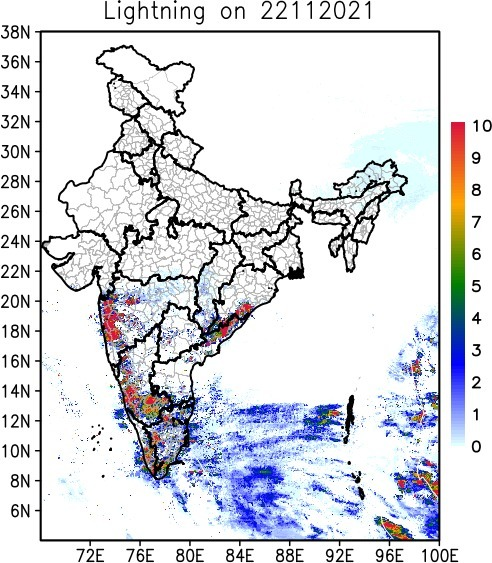 Lightning on 22112021
38N
36N
34N
32N
30N
28N
26N
24N
22N
20N
18N
16N
14N
12N
10N
8N
6N
72E 76E 80E 84E 88E 92E 96E 100E
10
9
8
7
6
5
4
3
2
1
0